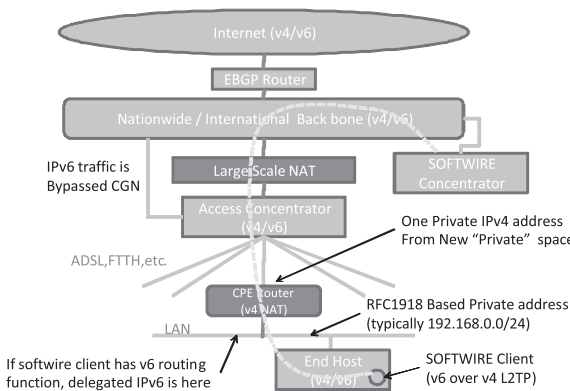 Internet (v4/v6)
EBGP Router
Nationwide / International Back bone (v4/v6)
IPv6 traffic is
Bypassed CGN
Large Scale NAT
SOFTWIRE
Concentrator
Access Concentrator
(v4/v6)
One Private IPv4 address
From New “Private” space
ADSL,FTTH,etc.
CPE Router
(v4 NAT)
RFC1918 Based Private address
(typically 192.168.0.0/24)
LAN
If softwire client has v6 routing
function, delegated IPv6 is here
End Host
(v4/v6)
SOFTWIRE Client
(v6 over v4 L2TP)